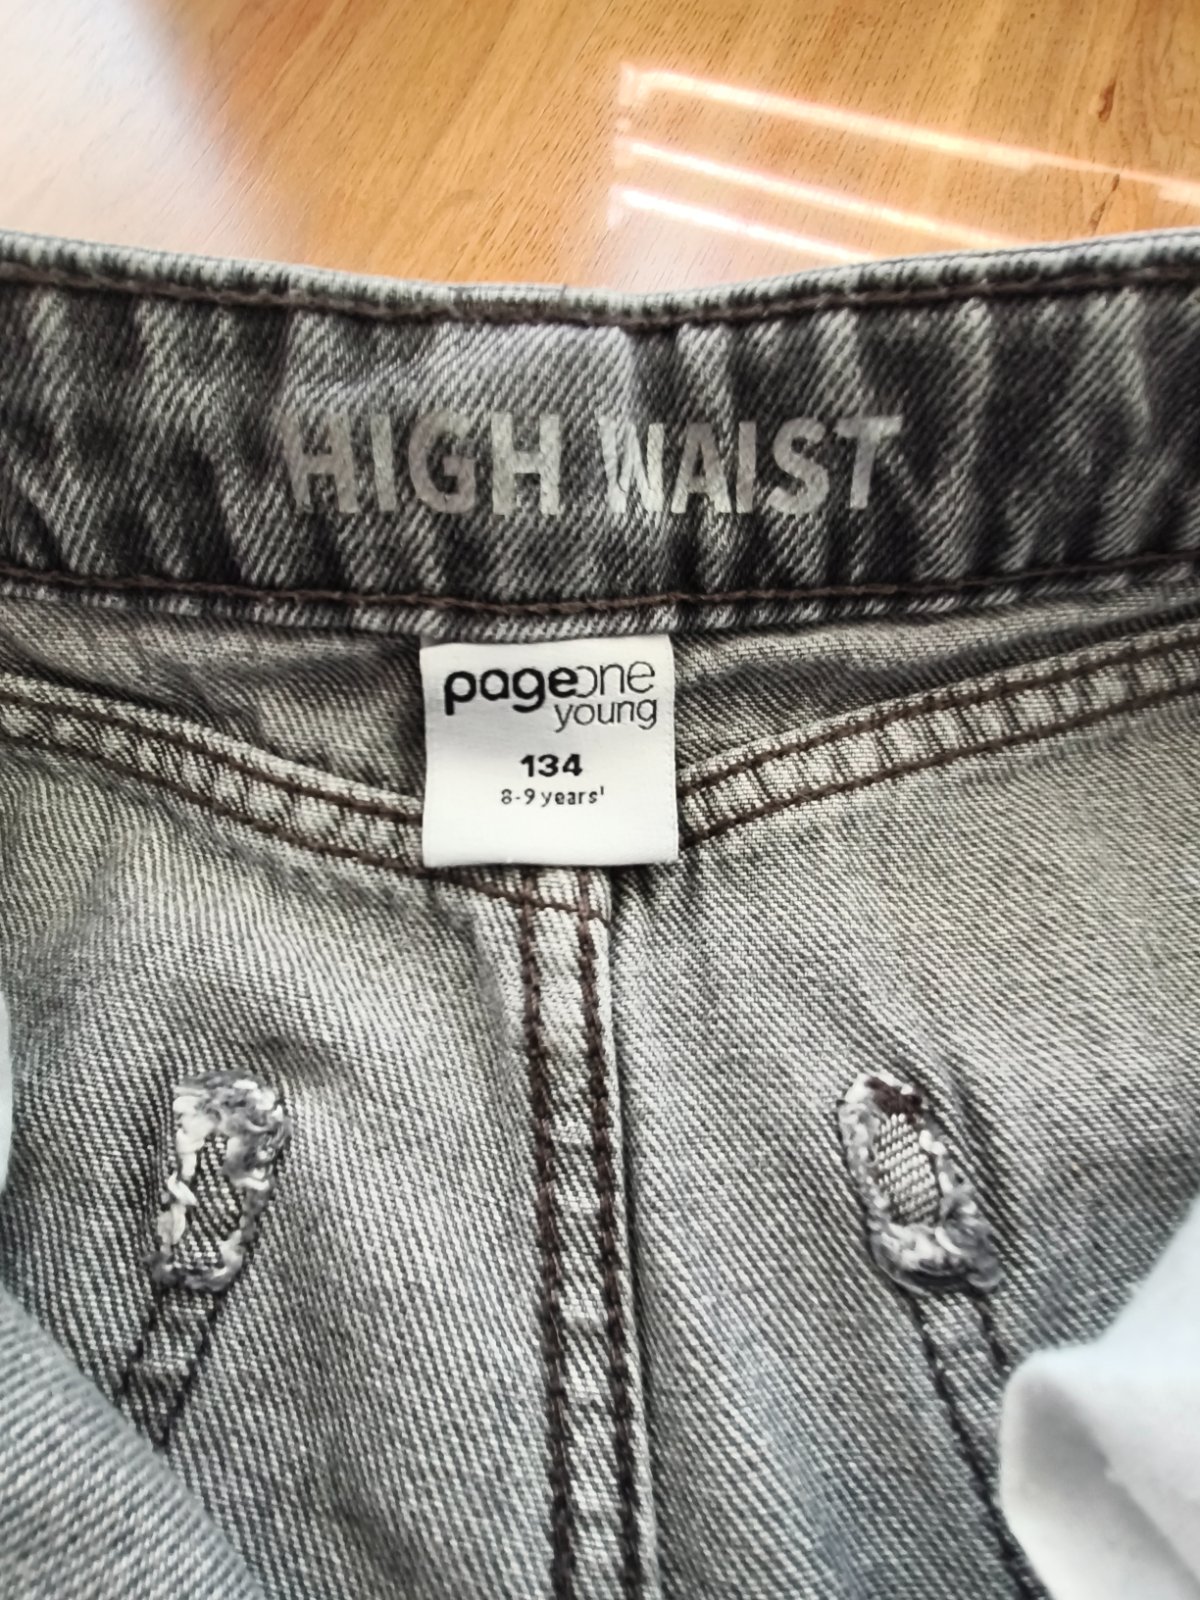 HIGH WAIST
pageone
young
134
8-9 years'